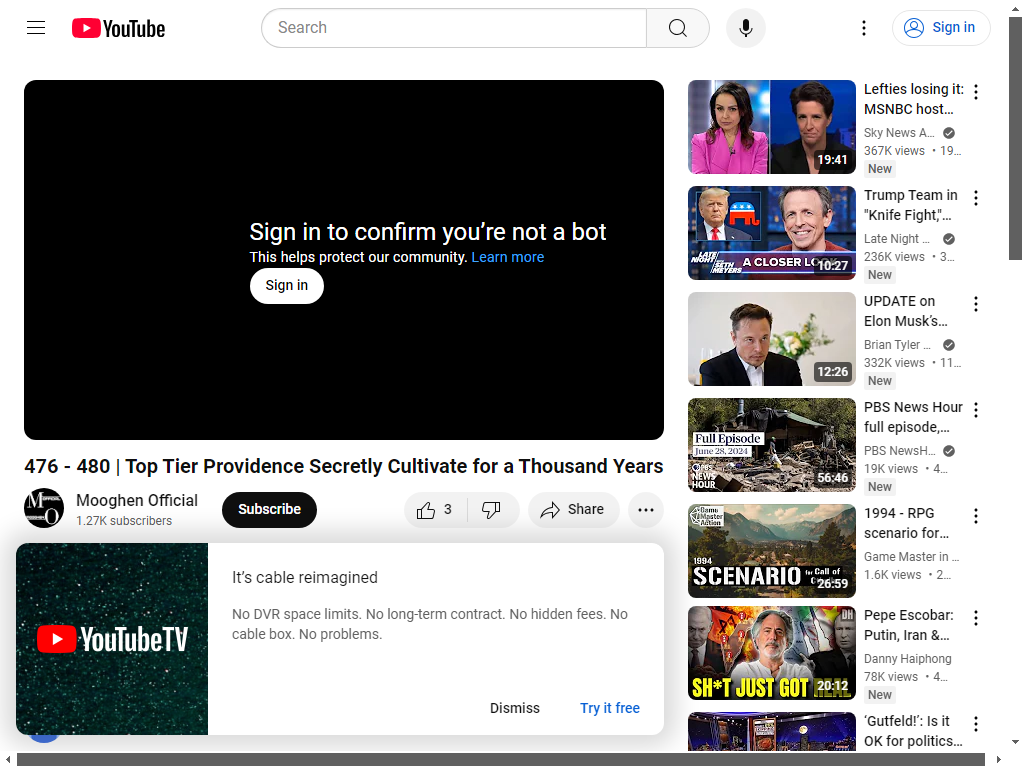 YouTube
Search
Sign in
Sign in to confirm you're not a bot
This helps protect our community. Learn more
Sign in
476 - 480 | Top Tier Providence Secretly Cultivate for a Thousand Years
Mooghen Official
1.27K subscribers
Subscribe
3
Share
YouTubeTV
It's cable reimagined
No DVR space limits. No long-term contract. No hidden fees. No
cable box. No problems.
Dismiss
Try it free
19:41
Lefties losing it:
MSNBC host…
Sky News A…
367K views • 19…
New
LATE NIGHT WITH SETH MEYERS
A CLOSER LOOK
10:27
Trump Team in
"Knife Fight,"…
Late Night …
236K views • 3…
New
12:26
UPDATE on
Elon Musk's…
Brian Tyler …
332K views • 11…
New
Full Episode
June 28, 2024
PBS NEWS HOUR
56:46
PBS News Hour
full episode,…
PBS NewsH…
19K views • 4…
New
Game Master in Action
1994
SCENARIO for Call of
26:59
1994 - RPG
scenario for…
Game Master in …
1.6K views • 2…
DH
SH*T JUST GOT REAL
20:12
Pepe Escobar:
Putin, Iran &…
Danny Haiphong
78K views • 4…
New
'Gutfeld!': Is it
OK for politics…